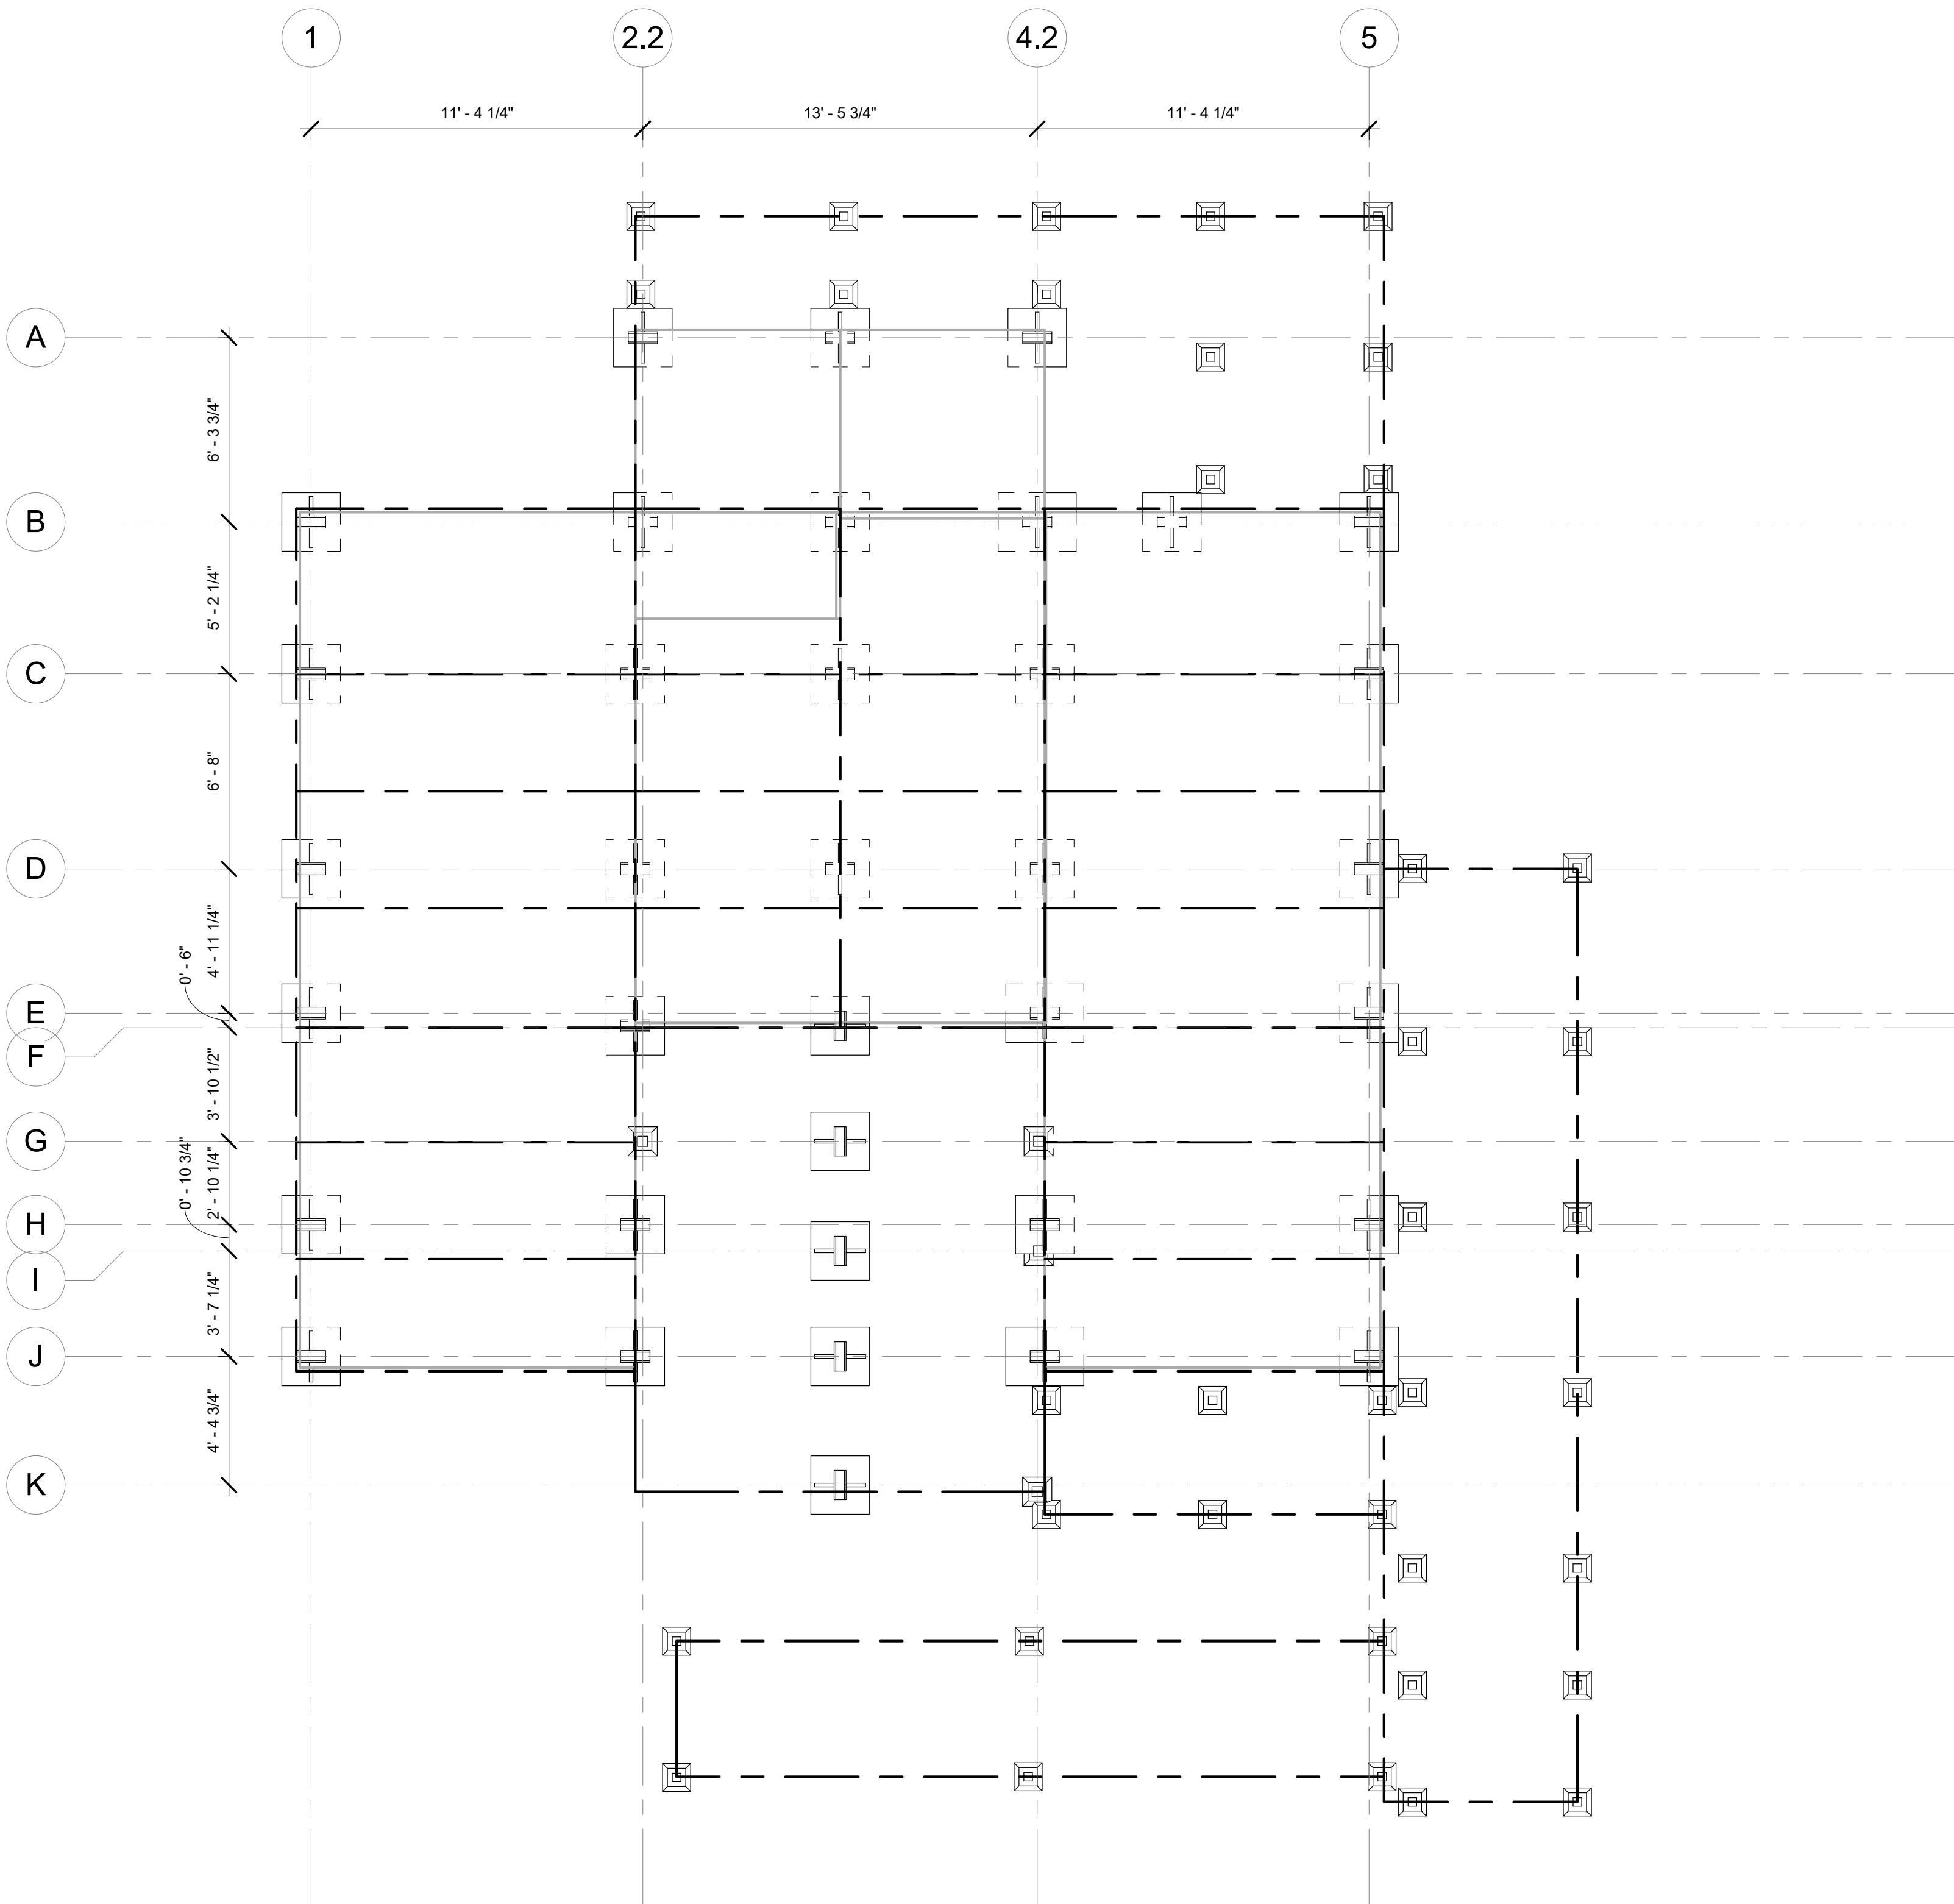 1
2.2
4.2
5
11' - 4 1/4"
13' - 5 3/4"
11' - 4 1/4"
A
6' - 3 3/4"
B
5' - 2 1/4"
C
6' - 8"
D
4' - 11 1/4"
0' - 6"
E
F
3' - 10 1/2"
G
2' - 10 1/4"
0' - 10 3/4"
H
I
3' - 7 1/4"
J
4' - 4 3/4"
K